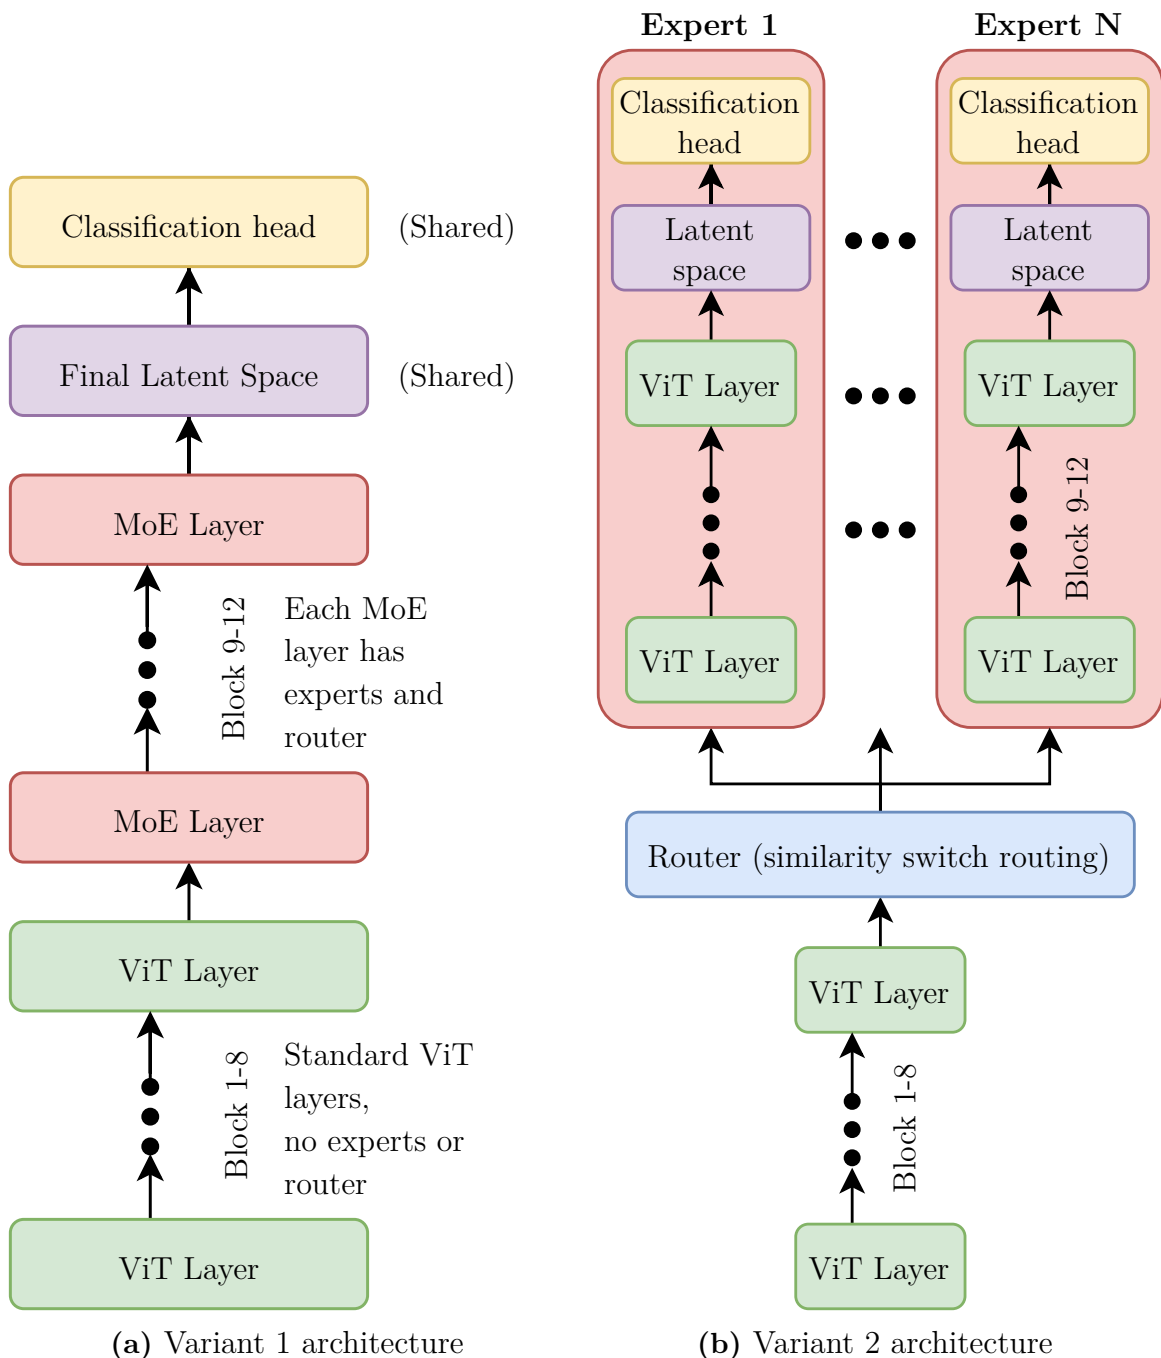 Classification head
(Shared)
Final Latent Space
(Shared)
MoE Layer
Block 9-12
Each MoE
layer has
experts and
router
MoE Layer
ViT Layer
Block 1-8
Standard ViT
layers,
no experts or
router
ViT Layer
(a) Variant 1 architecture
Expert 1
Classification
head
Latent
space
ViT Layer
ViT Layer
Expert N
Classification
head
Latent
space
ViT Layer
Block 9-12
ViT Layer
Router (similarity switch routing)
ViT Layer
Block 1-8
ViT Layer
(b) Variant 2 architecture